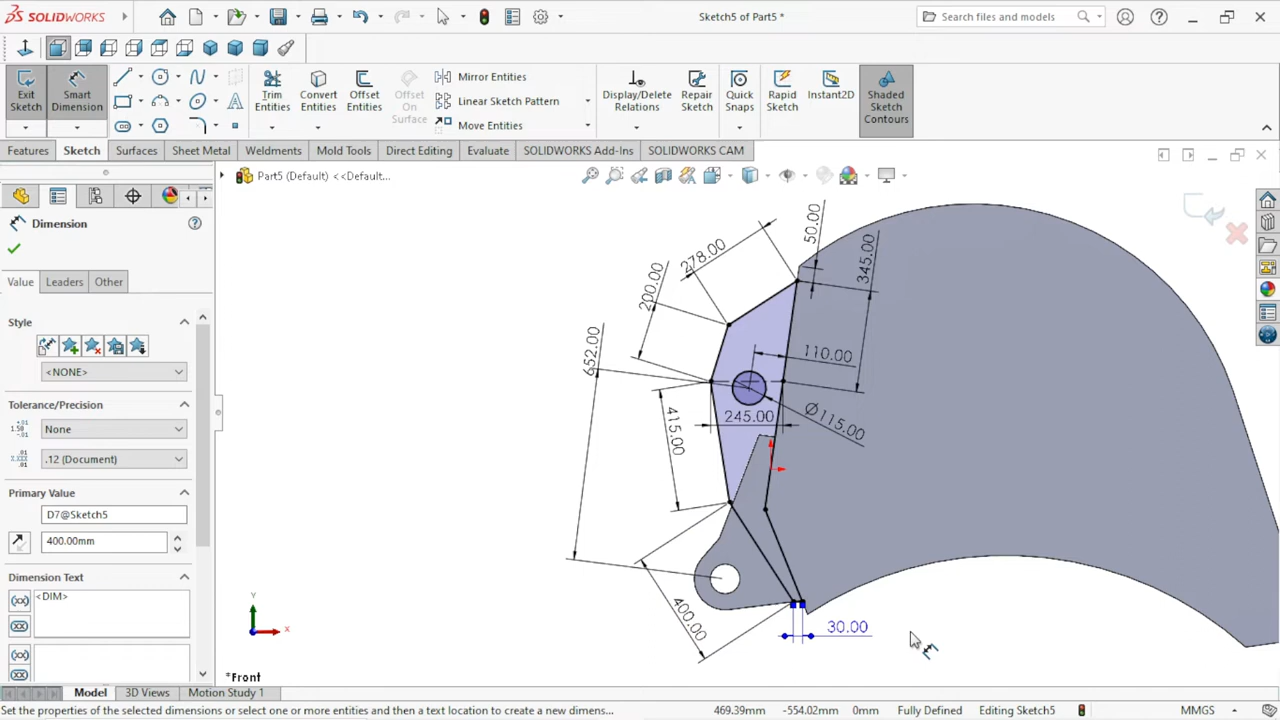 SOLIDWORKS
Sketch5 of Part5 *
Search files and models
Exit Sketch
Smart Dimension
Trim Entities
Convert Entities
Offset Entities
Offset On Surface
Mirror Entities
Linear Sketch Pattern
Move Entities
Display/Delete Relations
Repair Sketch
Quick Snaps
Rapid Sketch
Instant2D
Shaded Sketch Contours
Features
Sketch
Surfaces
Sheet Metal
Weldments
Mold Tools
Direct Editing
Evaluate
SOLIDWORKS Add-Ins
SOLIDWORKS CAM
Part5 (Default) <<Default...
Dimension
Value
Leaders
Other
Style
<NONE>
Tolerance/Precision
None
.12 (Document)
Primary Value
D7@Sketch5
400.00mm
Dimension Text
<DIM>
278.00
50.00
345.00
200.00
652.00
110.00
Ø115.00
245.00
415.00
400.00
30.00
Y
X
*Front
Model
3D Views
Motion Study 1
Set the properties of the selected dimensions or select one or more entities and then a text location to create a new dimens...
469.39mm
-554.02mm
0mm
Fully Defined
Editing Sketch5
MMGS